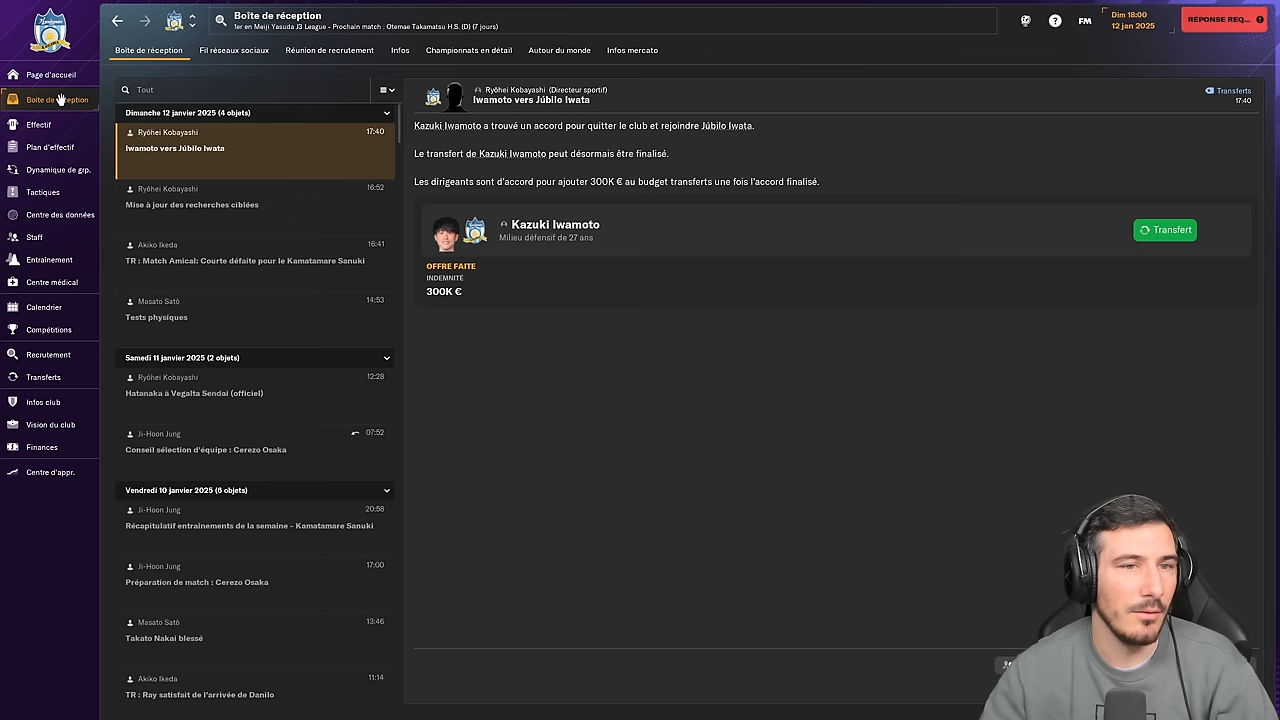 Boîte de réception
1er en Meiji Yasuda J3 League - Prochain match : Otemae Takamatsu H.S. (D) (7 jours)
FM
Dim 18:00
12 jan 2025
RÉPONSE REQ...
Boîte de réception
Fil réseaux sociaux
Réunion de recrutement
Infos
Championnats en détail
Autour du monde
Infos mercato
Page d'accueil
Effectif
Plan d'effectif
Dynamique de grp.
Tactiques
Centre des données
Staff
Entraînement
Centre médical
Calendrier
Compétitions
Recrutement
Transferts
Infos club
Vision du club
Finances
Centre d'appr.
Tout
Dimanche 12 janvier 2025 (4 objets)
Ryôhei Kobayashi
17:40
Iwamoto vers Júbilo Iwata
Ryôhei Kobayashi
16:52
Mise à jour des recherches ciblées
Akiko Ikeda
16:41
TR : Match Amical: Courte défaite pour le Kamatamare Sanuki
Masato Satô
14:53
Tests physiques
Samedi 11 janvier 2025 (2 objets)
Ryôhei Kobayashi
12:28
Hatanaka à Vegalta Sendai (officiel)
Ji-Hoon Jung
07:52
Conseil sélection d'équipe : Cerezo Osaka
Vendredi 10 janvier 2025 (6 objets)
Ji-Hoon Jung
20:58
Récapitulatif entraînements de la semaine - Kamatamare Sanuki
Ji-Hoon Jung
17:00
Préparation de match : Cerezo Osaka
Masato Satô
13:46
Takato Nakai blessé
Akiko Ikeda
11:14
TR : Ray satisfait de l'arrivée de Danilo
Ryôhei Kobayashi (Directeur sportif)
Iwamoto vers Júbilo Iwata
Transferts
17:40
Kazuki Iwamoto a trouvé un accord pour quitter le club et rejoindre Júbilo Iwata.
Le transfert de Kazuki Iwamoto peut désormais être finalisé.
Les dirigeants sont d'accord pour ajouter 300K € au budget transferts une fois l'accord finalisé.
Kazuki Iwamoto
Milieu défensif de 27 ans
Transfert
OFFRE FAITE
INDEMNITÉ
300K €